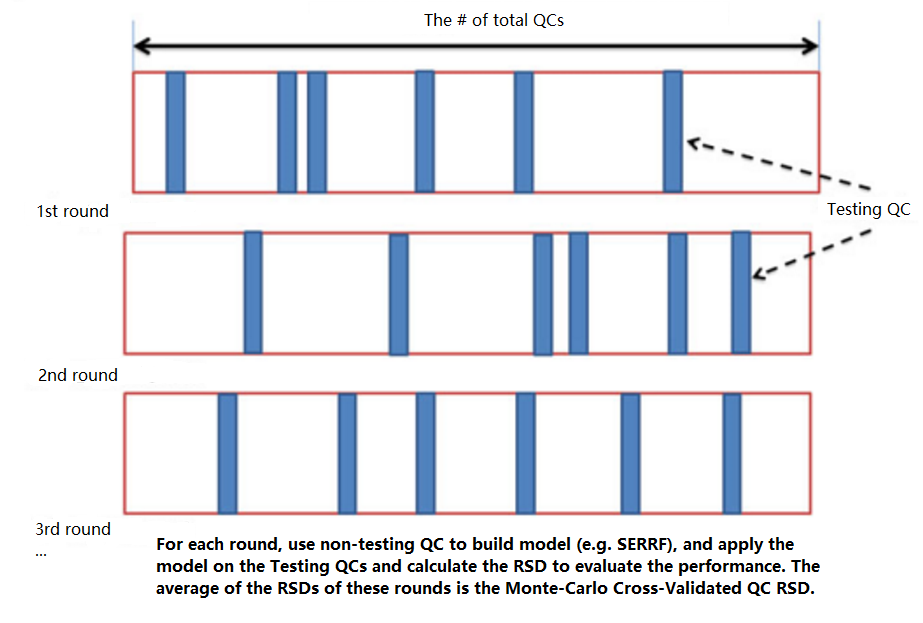 The # of total QCs
1st round
Testing QC
2nd round
3rd round
...
For each round, use non-testing QC to build model (e.g. SERRF), and apply the
model on the Testing QCs and calculate the RSD to evaluate the performance. The
average of the RSDs of these rounds is the Monte-Carlo Cross-Validated QC RSD.